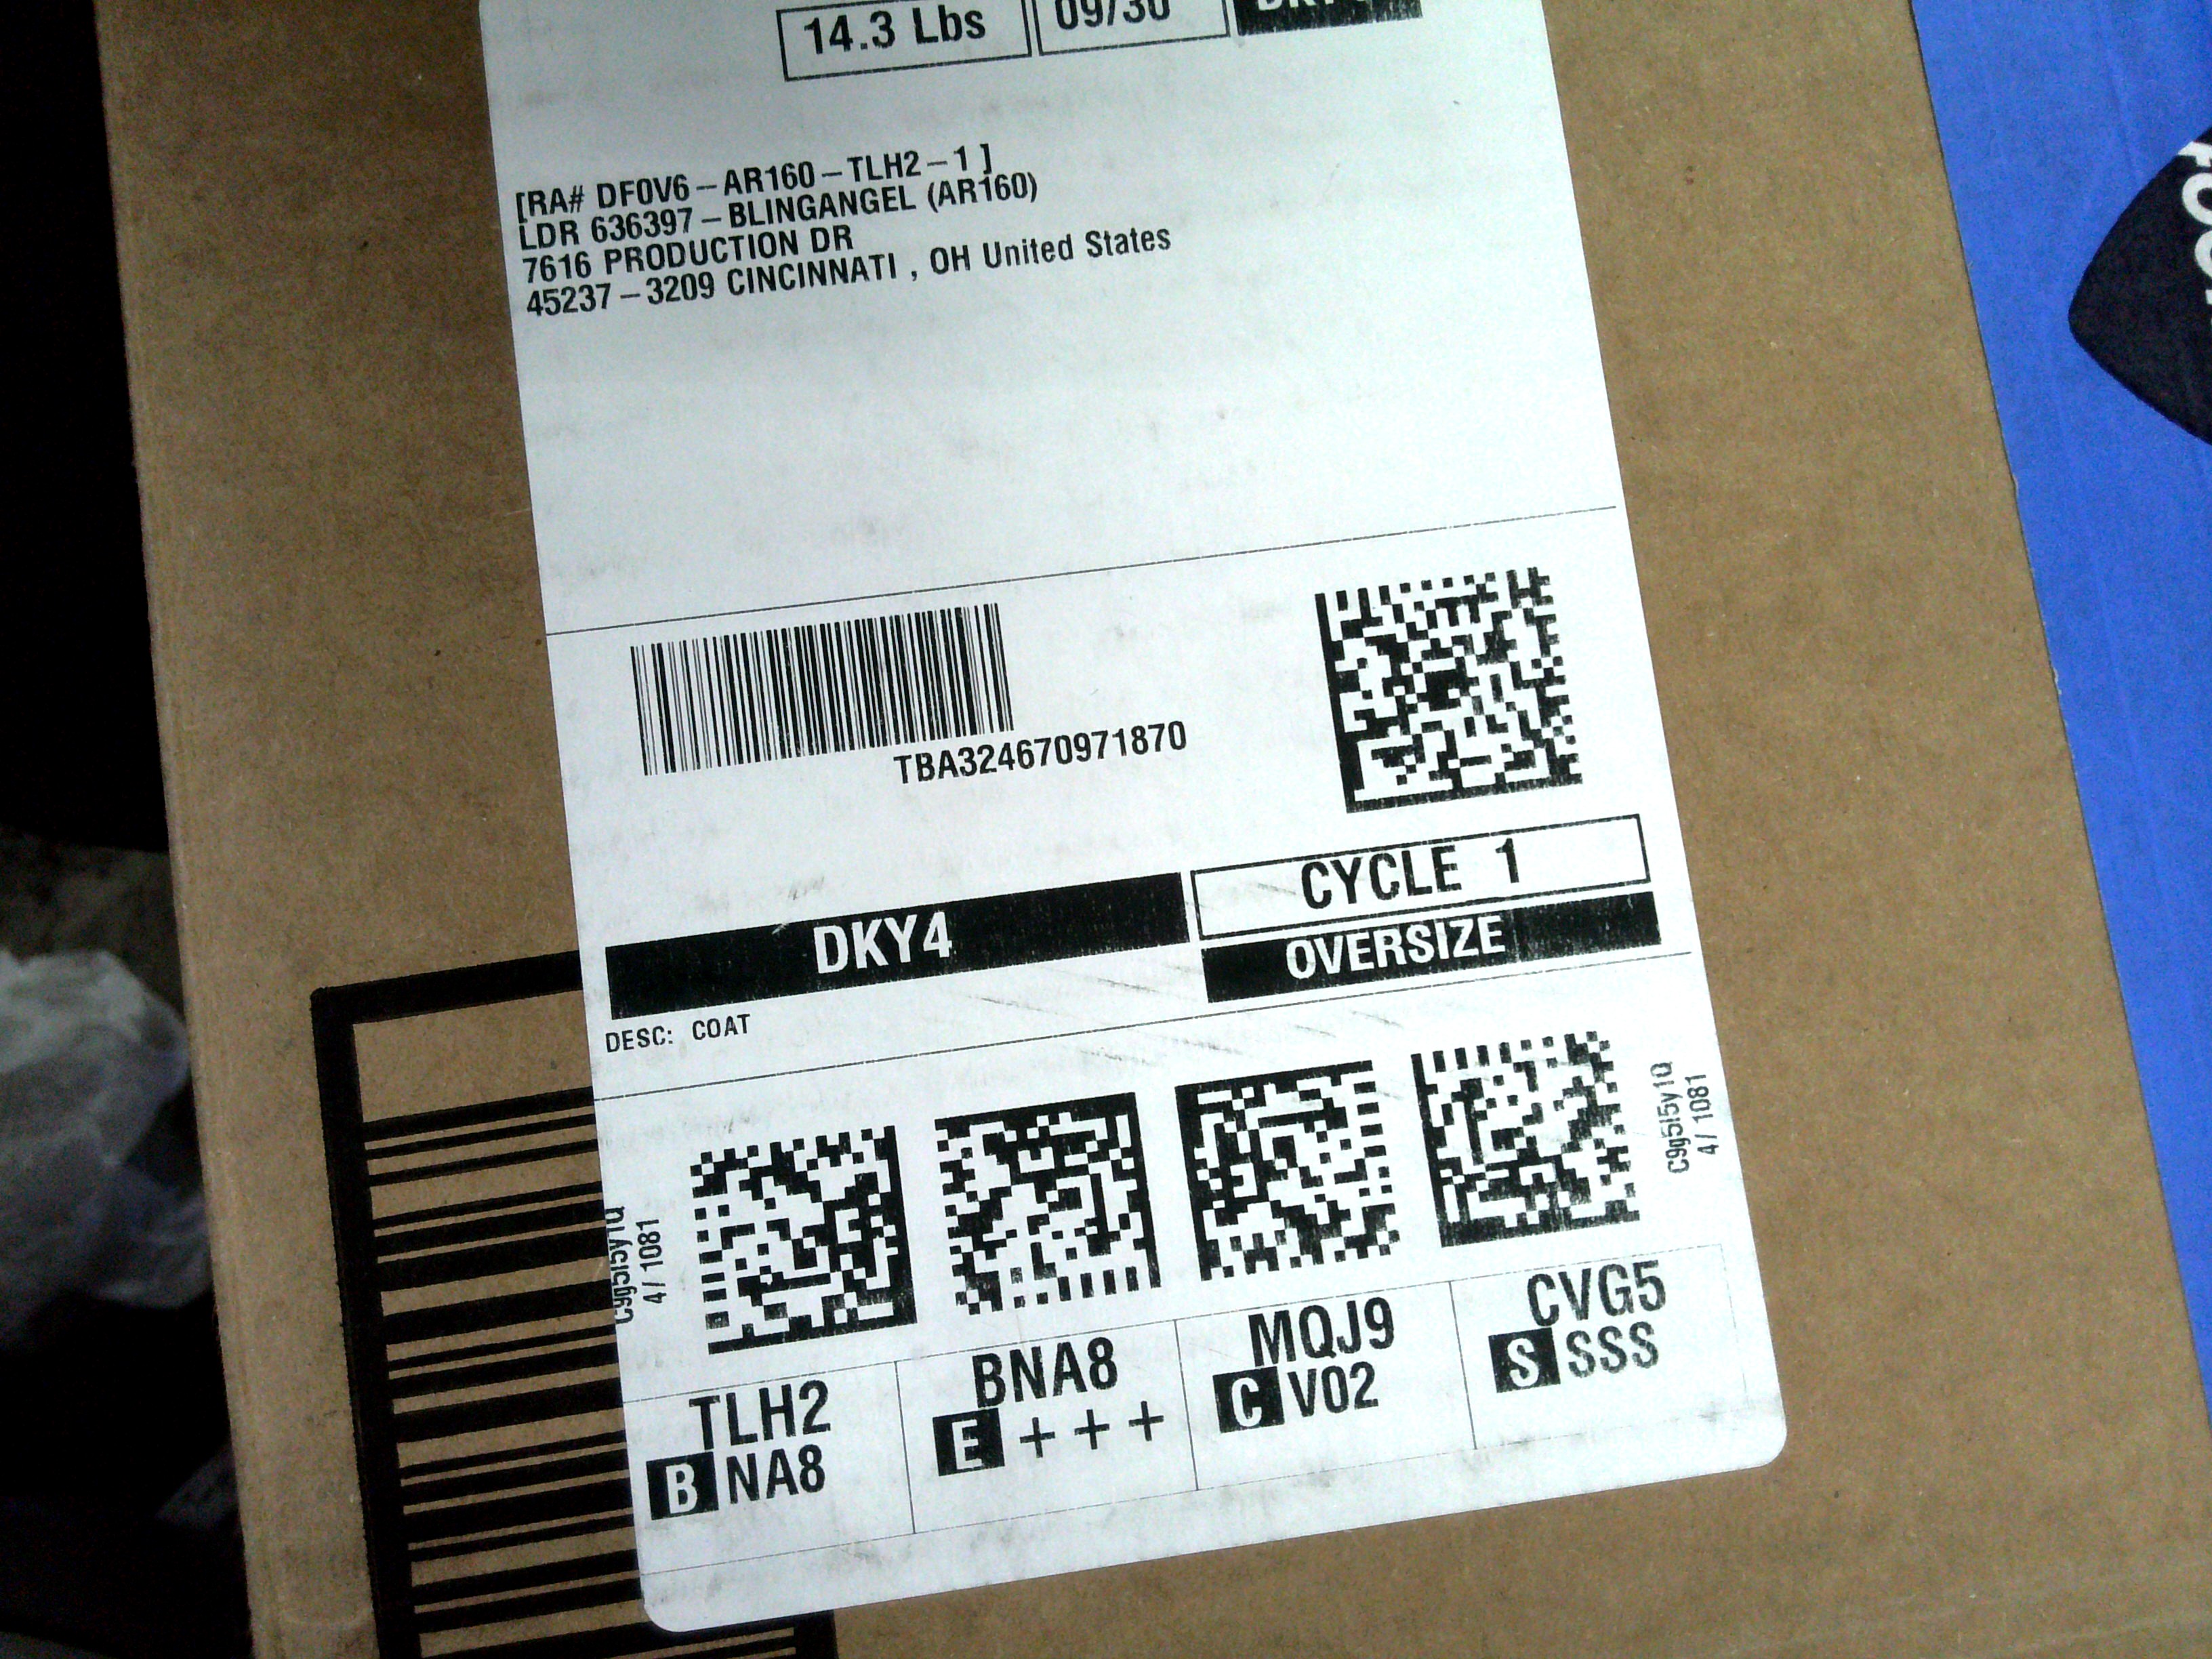 14.3 Lbs
09/30
[RA# DF0V6-AR160-TLH2-1 ]
LDR 636397-BLINGANGEL (AR160)
7616 PRODUCTION DR
45237-3209 CINCINNATI , OH United States
TBA324670971870
CYCLE 1
DKY4
OVERSIZE
DESC: COAT
4/1081
4/1081
TLH2
B NA8
BNA8
E +++
MQJ9
C V02
CVG5
S SSS